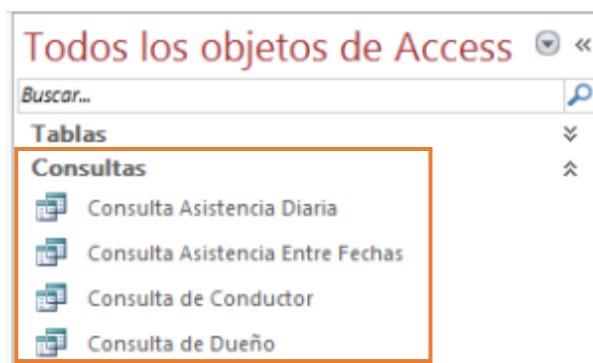 Todos los objetos de Access «
Buscar...
Tablas
Consultas
Consulta Asistencia Diaria
Consulta Asistencia Entre Fechas
Consulta de Conductor
Consulta de Dueño